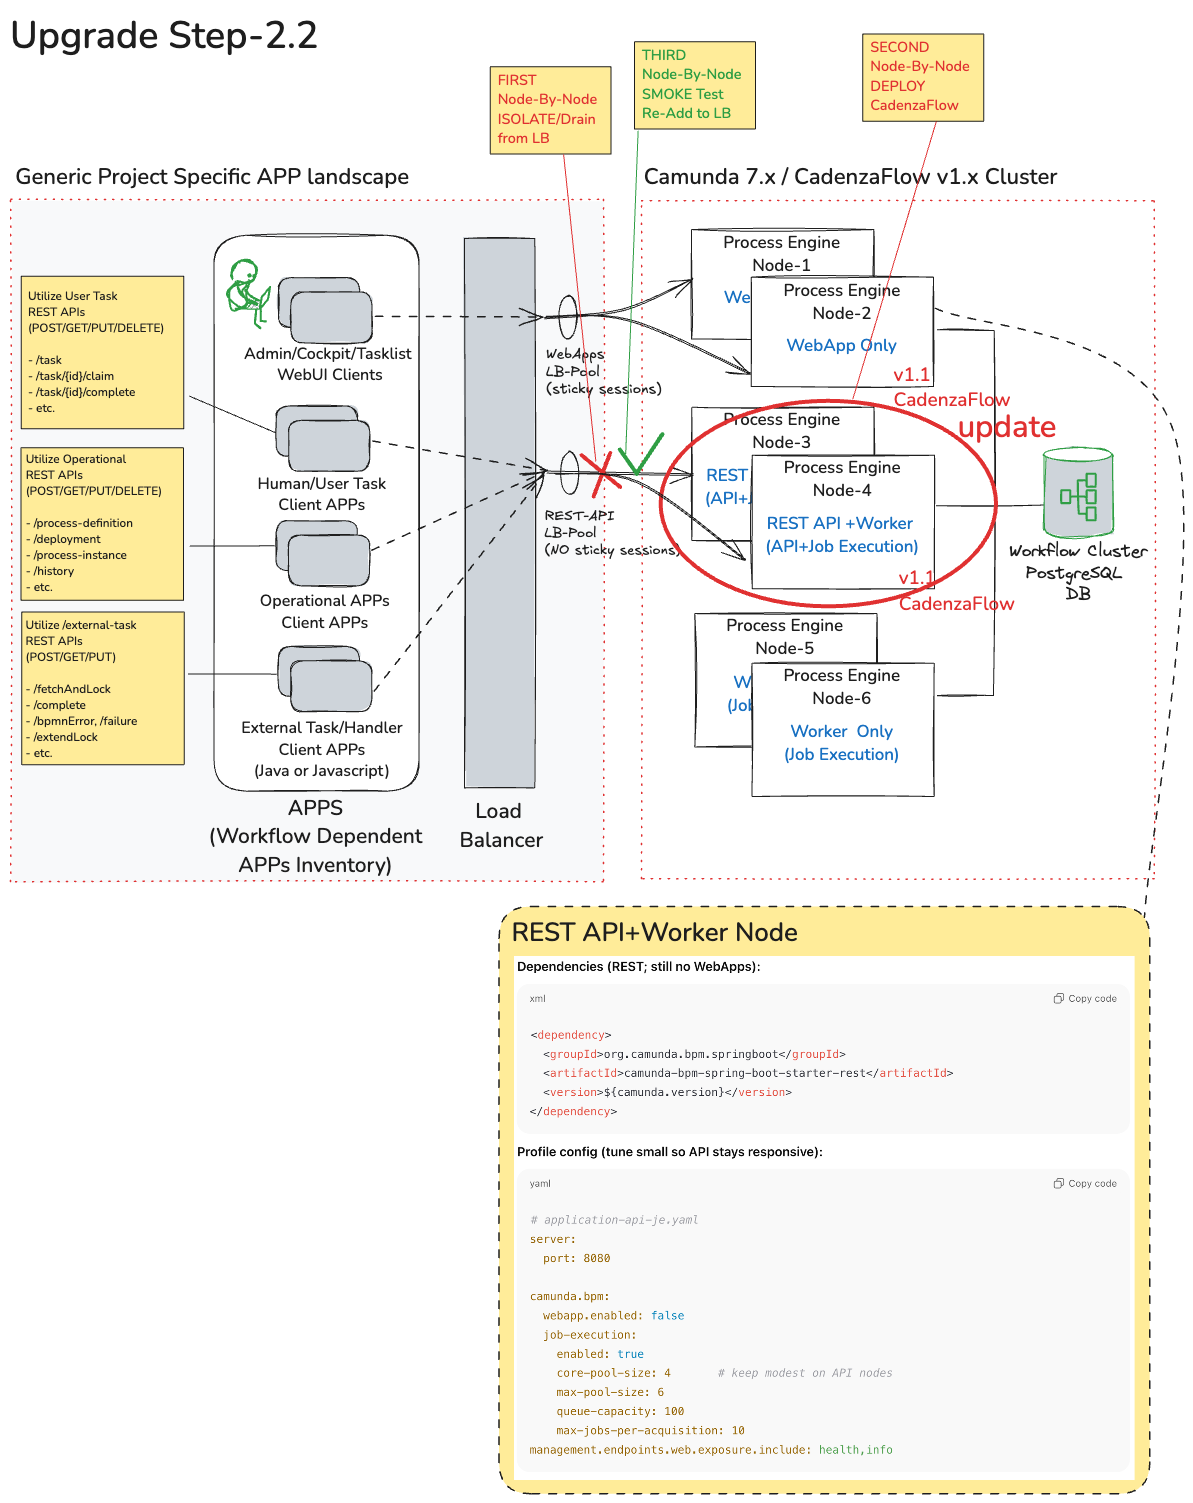 Upgrade Step-2.2
FIRST
Node-By-Node
ISOLATE/Drain
from LB
THIRD
Node-By-Node
SMOKE Test
Re-Add to LB
SECOND
Node-By-Node
DEPLOY
CadenzaFlow
Generic Project Specific APP landscape
Camunda 7.x / CadenzaFlow v1.x Cluster
Utilize User Task
REST APIs
(POST/GET/PUT/DELETE)
- /task
- /task/{id}/claim
- /task/{id}/complete
- etc.
Utilize Operational
REST APIs
(POST/GET/PUT/DELETE)
- /process-definition
- /deployment
- /process-instance
- /history
- etc.
Utilize /external-task
REST APIs
(POST/GET/PUT)
- /fetchAndLock
- /complete
- /bpmnError, /failure
- /extendLock
- etc.
Admin/Cockpit/Tasklist
WebUI Clients
Human/User Task
Client APPs
Operational APPs
Client APPs
External Task/Handler
Client APPs
(Java or Javascript)
APPS
(Workflow Dependent
APPs Inventory)
Load
Balancer
WebApps
LB-Pool
(sticky sessions)
REST-API
LB-Pool
(NO sticky sessions)
Process Engine
Node-1
We
Process Engine
Node-2
WebApp Only
v1.1
CadenzaFlow
update
Process Engine
Node-3
REST
(API+J
Process Engine
Node-4
REST API +Worker
(API+Job Execution)
v1.1
CadenzaFlow
Process Engine
Node-5
W
(Jol
Process Engine
Node-6
Worker Only
(Job Execution)
Workflow Cluster
PostgreSQL
DB
REST API+Worker Node
Dependencies (REST; still no WebApps):
xml
Copy code
<dependency>
<groupId>org.camunda.bpm.springboot</groupId>
<artifactId>camunda-bpm-spring-boot-starter-rest</artifactId>
<version>${camunda.version}</version>
</dependency>
Profile config (tune small so API stays responsive):
yaml
Copy code
# application-api-je.yaml
server:
port: 8080
camunda.bpm:
webapp.enabled: false
job-execution:
enabled: true
core-pool-size: 4 # keep modest on API nodes
max-pool-size: 6
queue-capacity: 100
max-jobs-per-acquisition: 10
management.endpoints.web.exposure.include: health,info